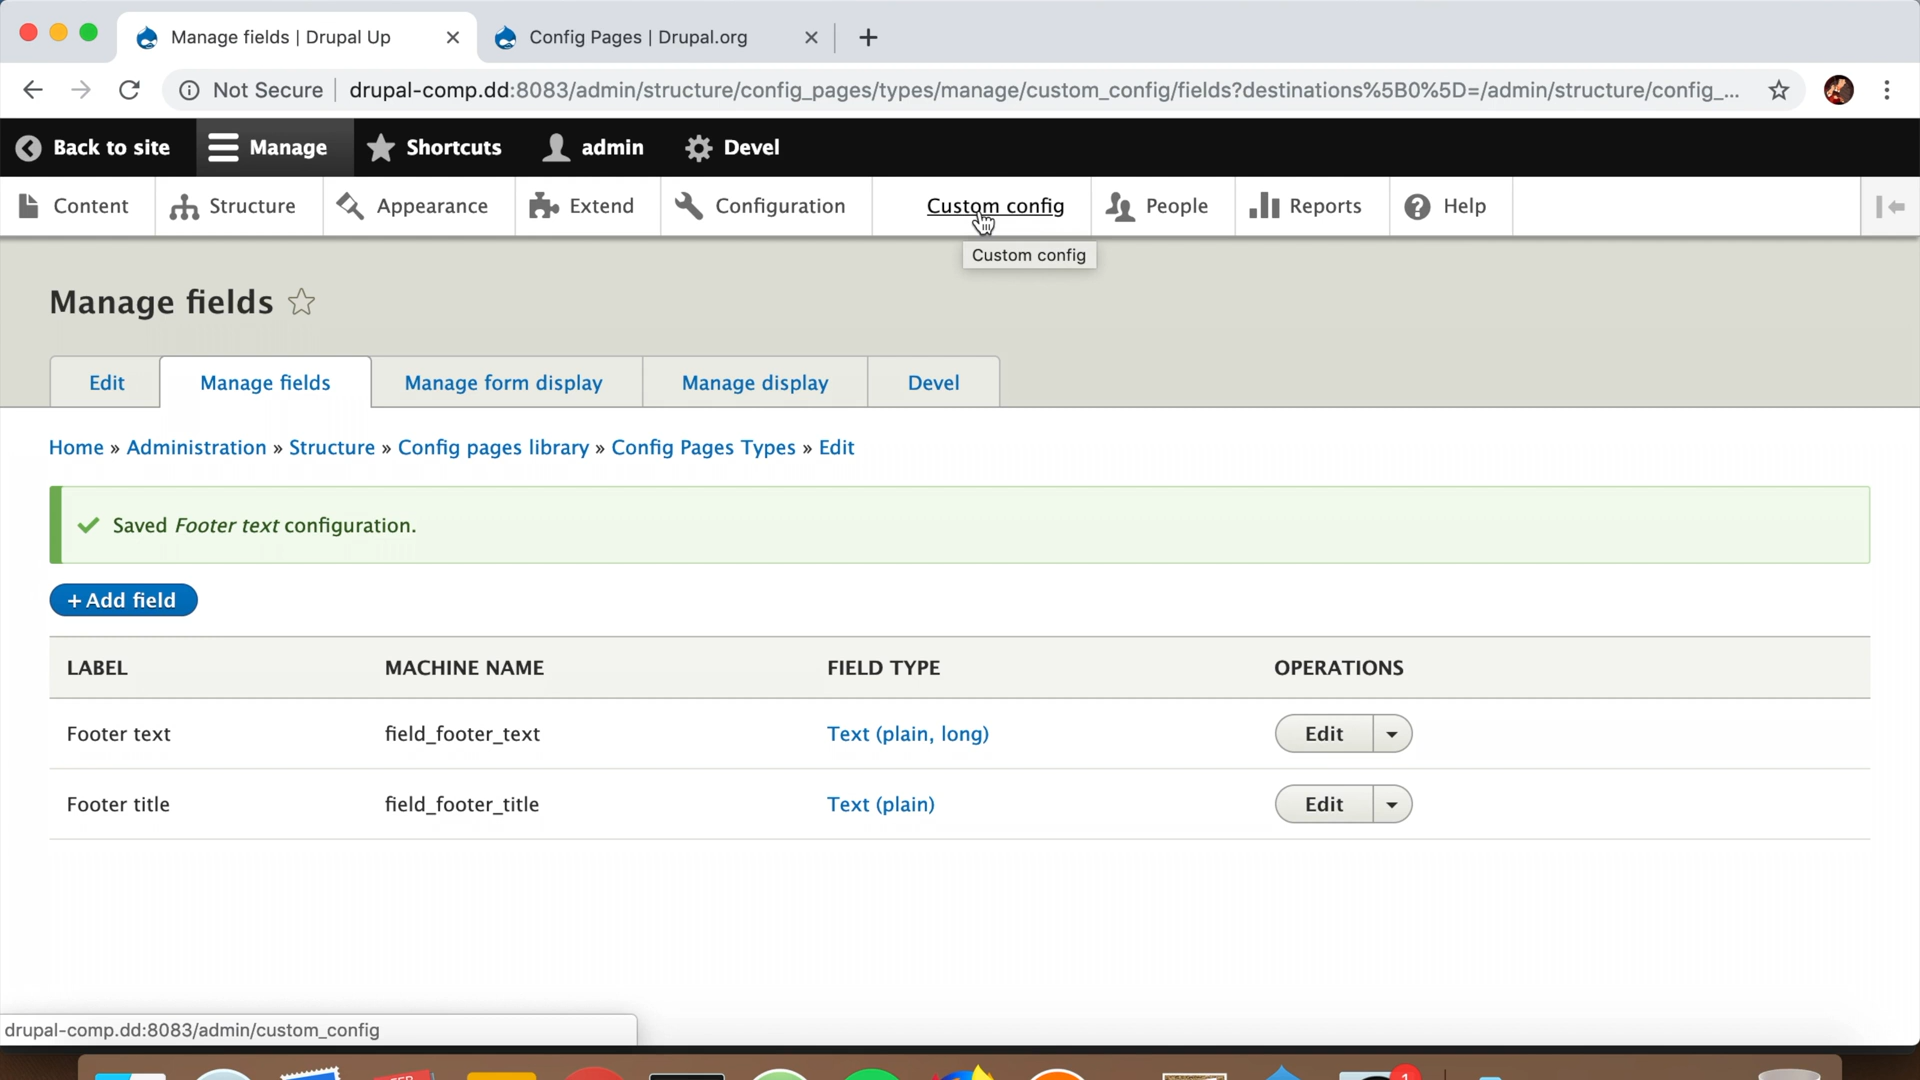 Manage fields | Drupal Up
Config Pages | Drupal.org
Not Secure
drupal-comp.dd:8083/admin/structure/config_pages/types/manage/custom_config/fields?destinations%5B0%5D=/admin/structure/config_...
Back to site
Manage
Shortcuts
admin
Devel
Content
Structure
Appearance
Extend
Configuration
Custom config
People
Reports
Help
Custom config
Manage fields
Edit
Manage fields
Manage form display
Manage display
Devel
Home » Administration » Structure » Config pages library » Config Pages Types » Edit
Saved Footer text configuration.
+ Add field
LABEL MACHINE NAME FIELD TYPE OPERATIONS
Footer text field_footer_text Text (plain, long) Edit
Footer title field_footer_title Text (plain) Edit
drupal-comp.dd:8083/admin/custom_config
1